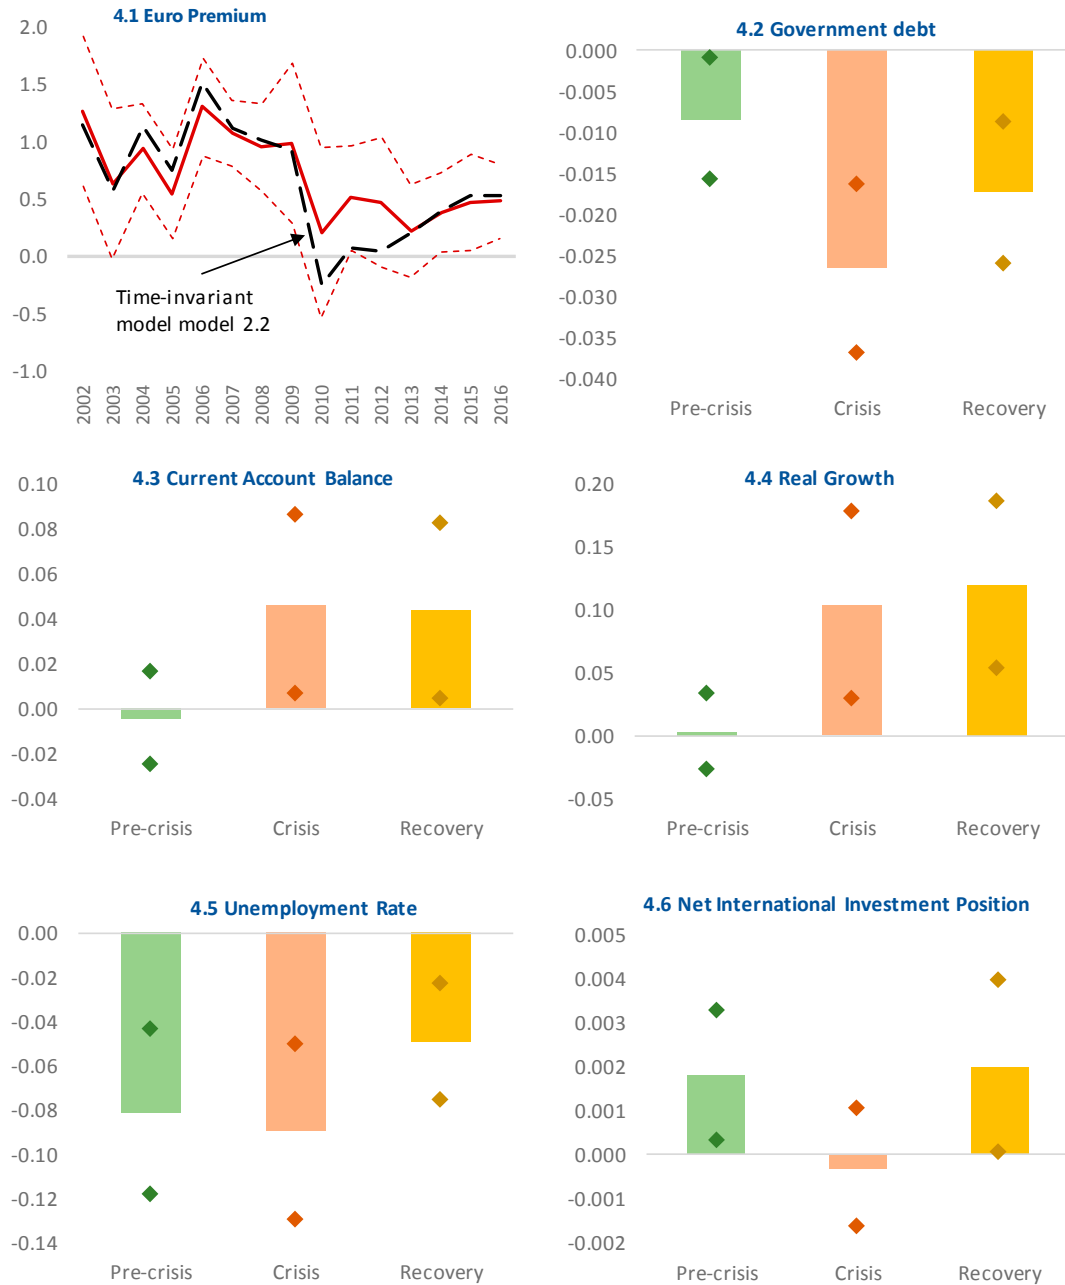 4.1 Euro Premium
2.0
1.5
1.0
0.5
0.0
-0.5
-1.0
Time-invariant
model model 2.2
2002
2003
2004
2005
2006
2007
2008
2009
2010
2011
2012
2013
2014
2015
2016
4.2 Government debt
0.000
-0.005
-0.010
-0.015
-0.020
-0.025
-0.030
-0.035
-0.040
Pre-crisis
Crisis
Recovery
4.3 Current Account Balance
0.10
0.08
0.06
0.04
0.02
0.00
-0.02
-0.04
Pre-crisis
Crisis
Recovery
4.4 Real Growth
0.20
0.15
0.10
0.05
0.00
-0.05
Pre-crisis
Crisis
Recovery
4.5 Unemployment Rate
0.00
-0.02
-0.04
-0.06
-0.08
-0.10
-0.12
-0.14
Pre-crisis
Crisis
Recovery
4.6 Net International Investment Position
0.005
0.004
0.003
0.002
0.001
0.000
-0.001
-0.002
Pre-crisis
Crisis
Recovery